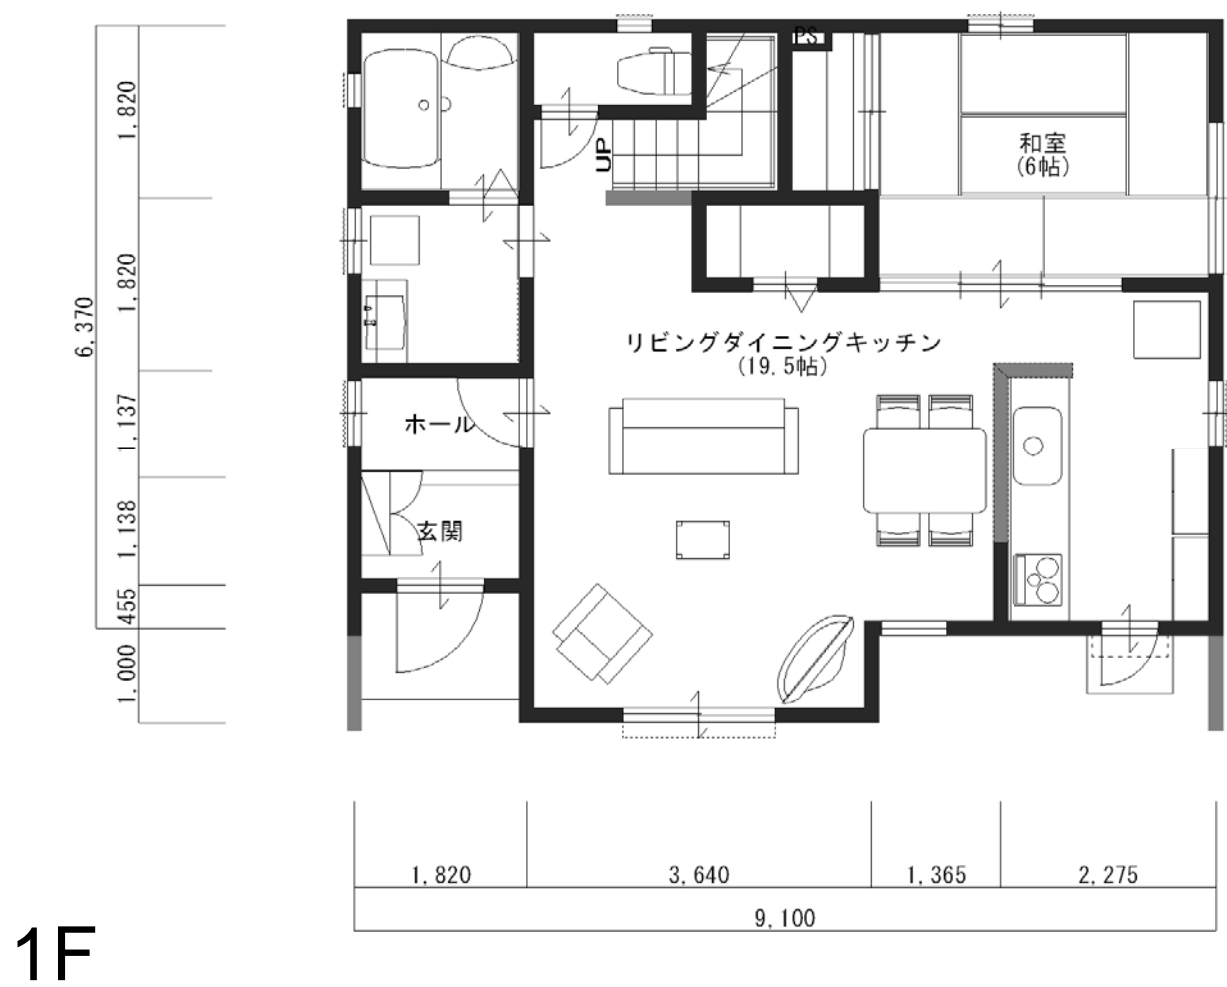 PS
1,820
UP
和室
(6帖)
1,820
6,370
リビングダイニングキッチン
(19.5帖)
1,137
ホール
1,138
玄関
455
1,000
1,820
3,640
1,365
2,275
9,100
1F